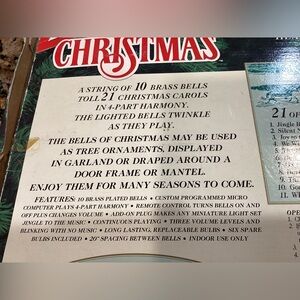 CHRISTMAS
A STRING OF 10 BRASS BELLS
TOLL 21 CHRISTMAS CAROLS
IN 4-PART HARMONY.
THE LIGHTED BELLS TWINKLE
AS THEY PLAY.
THE BELLS OF CHRISTMAS MAY BE USED
AS TREE ORNAMENTS, DISPLAYED
IN GARLAND OR DRAPED AROUND A
DOOR FRAME OR MANTEL.
ENJOY THEM FOR MANY SEASONS TO COME.
FEATURES: 10 BRASS PLATED BELLS • CUSTOM PROGRAMMED MICRO
COMPUTER PLAYS 4-PART HARMONY • REMOTE CONTROL TURNS BELLS ON AND
OFF PLUS CHANGES VOLUME • ADD-ON PLUG MAKES ANY MINIATURE LIGHT SET
JINGLE TO THE MUSIC • CONTINUOUS PLAYING • THREE VOLUME LEVELS AND
BLINKING WITH NO MUSIC • LONG LASTING, REPLACEABLE BULBS • SIX SPARE
BULBS INCLUDED • 20" SPACING BETWEEN BELLS • INDOOR USE ONLY
21 O
1. Jingle
2. Silent